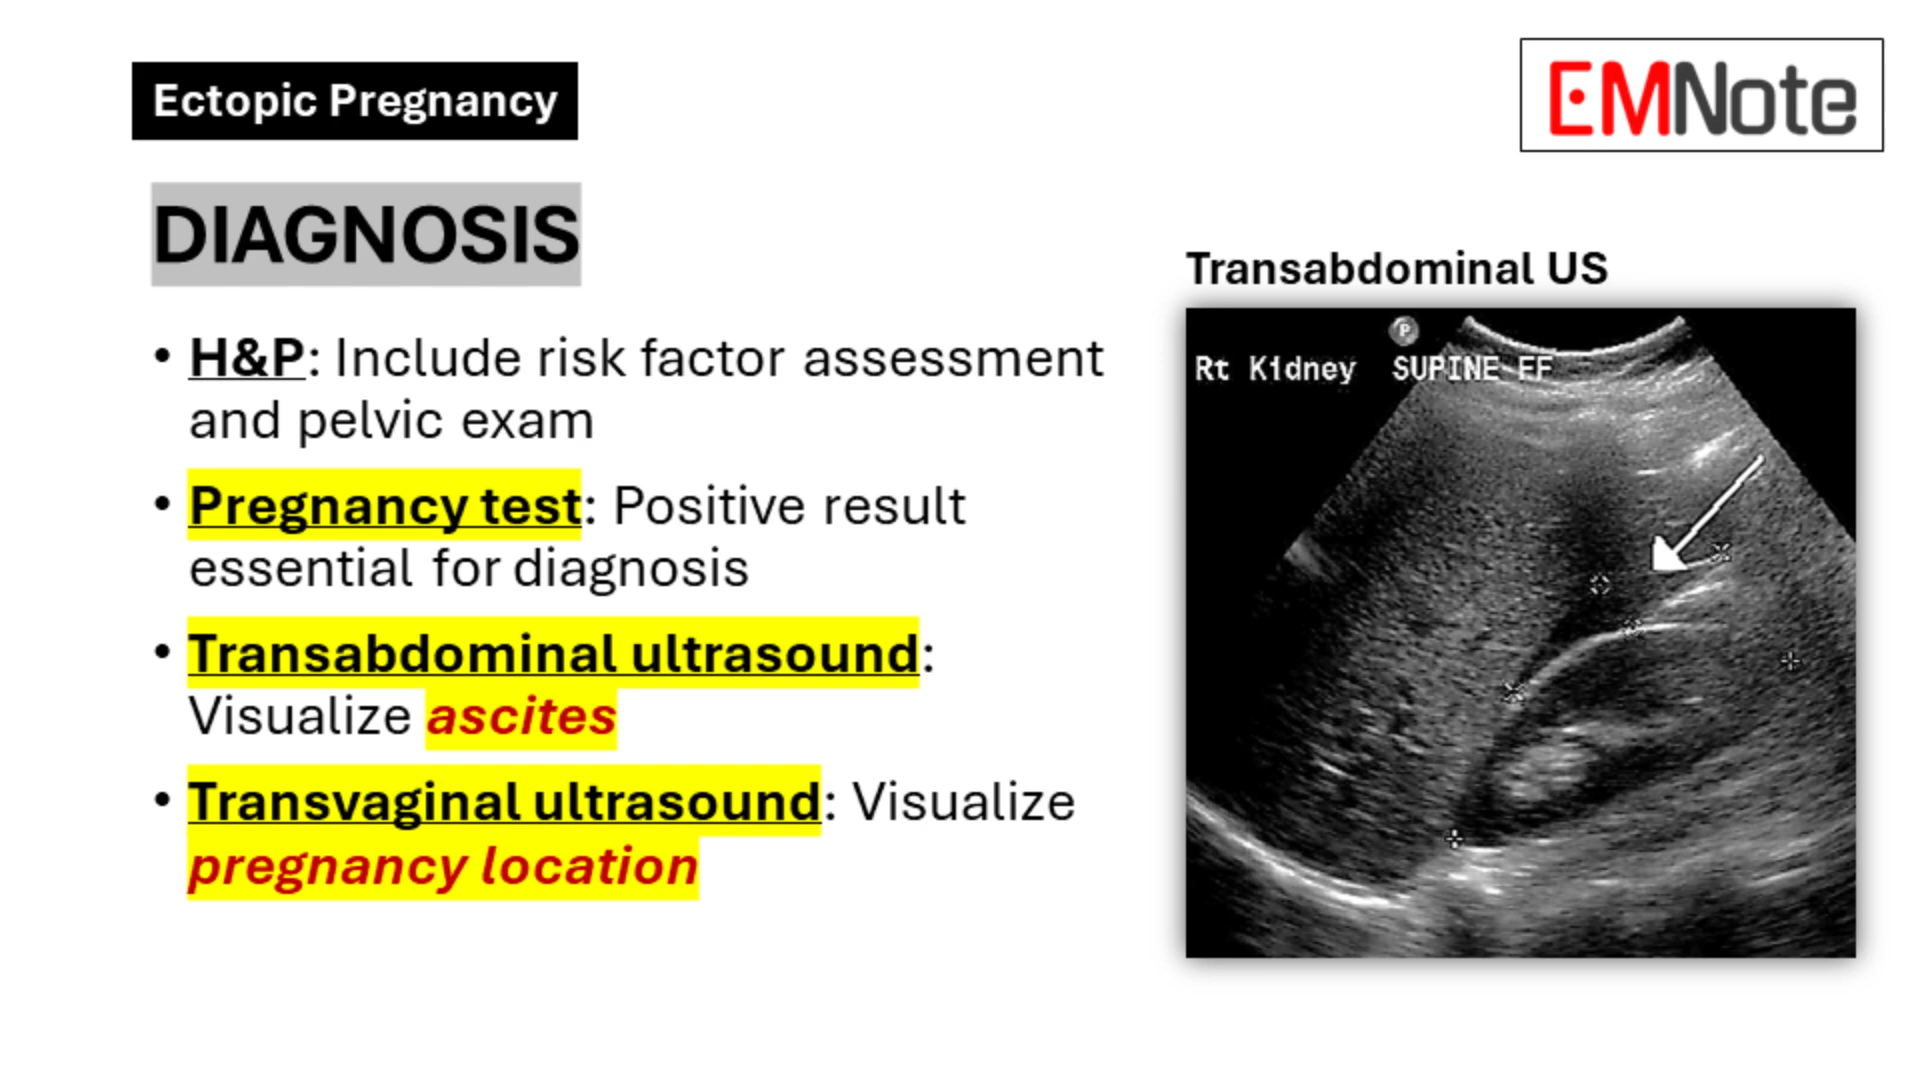 Ectopic Pregnancy
EMNote
DIAGNOSIS
• H&P: Include risk factor assessment
and pelvic exam
• Pregnancy test: Positive result
essential for diagnosis
• Transabdominal ultrasound:
Visualize ascites
• Transvaginal ultrasound: Visualize
pregnancy location
Transabdominal US
P
Rt Kidney SUPINE FF